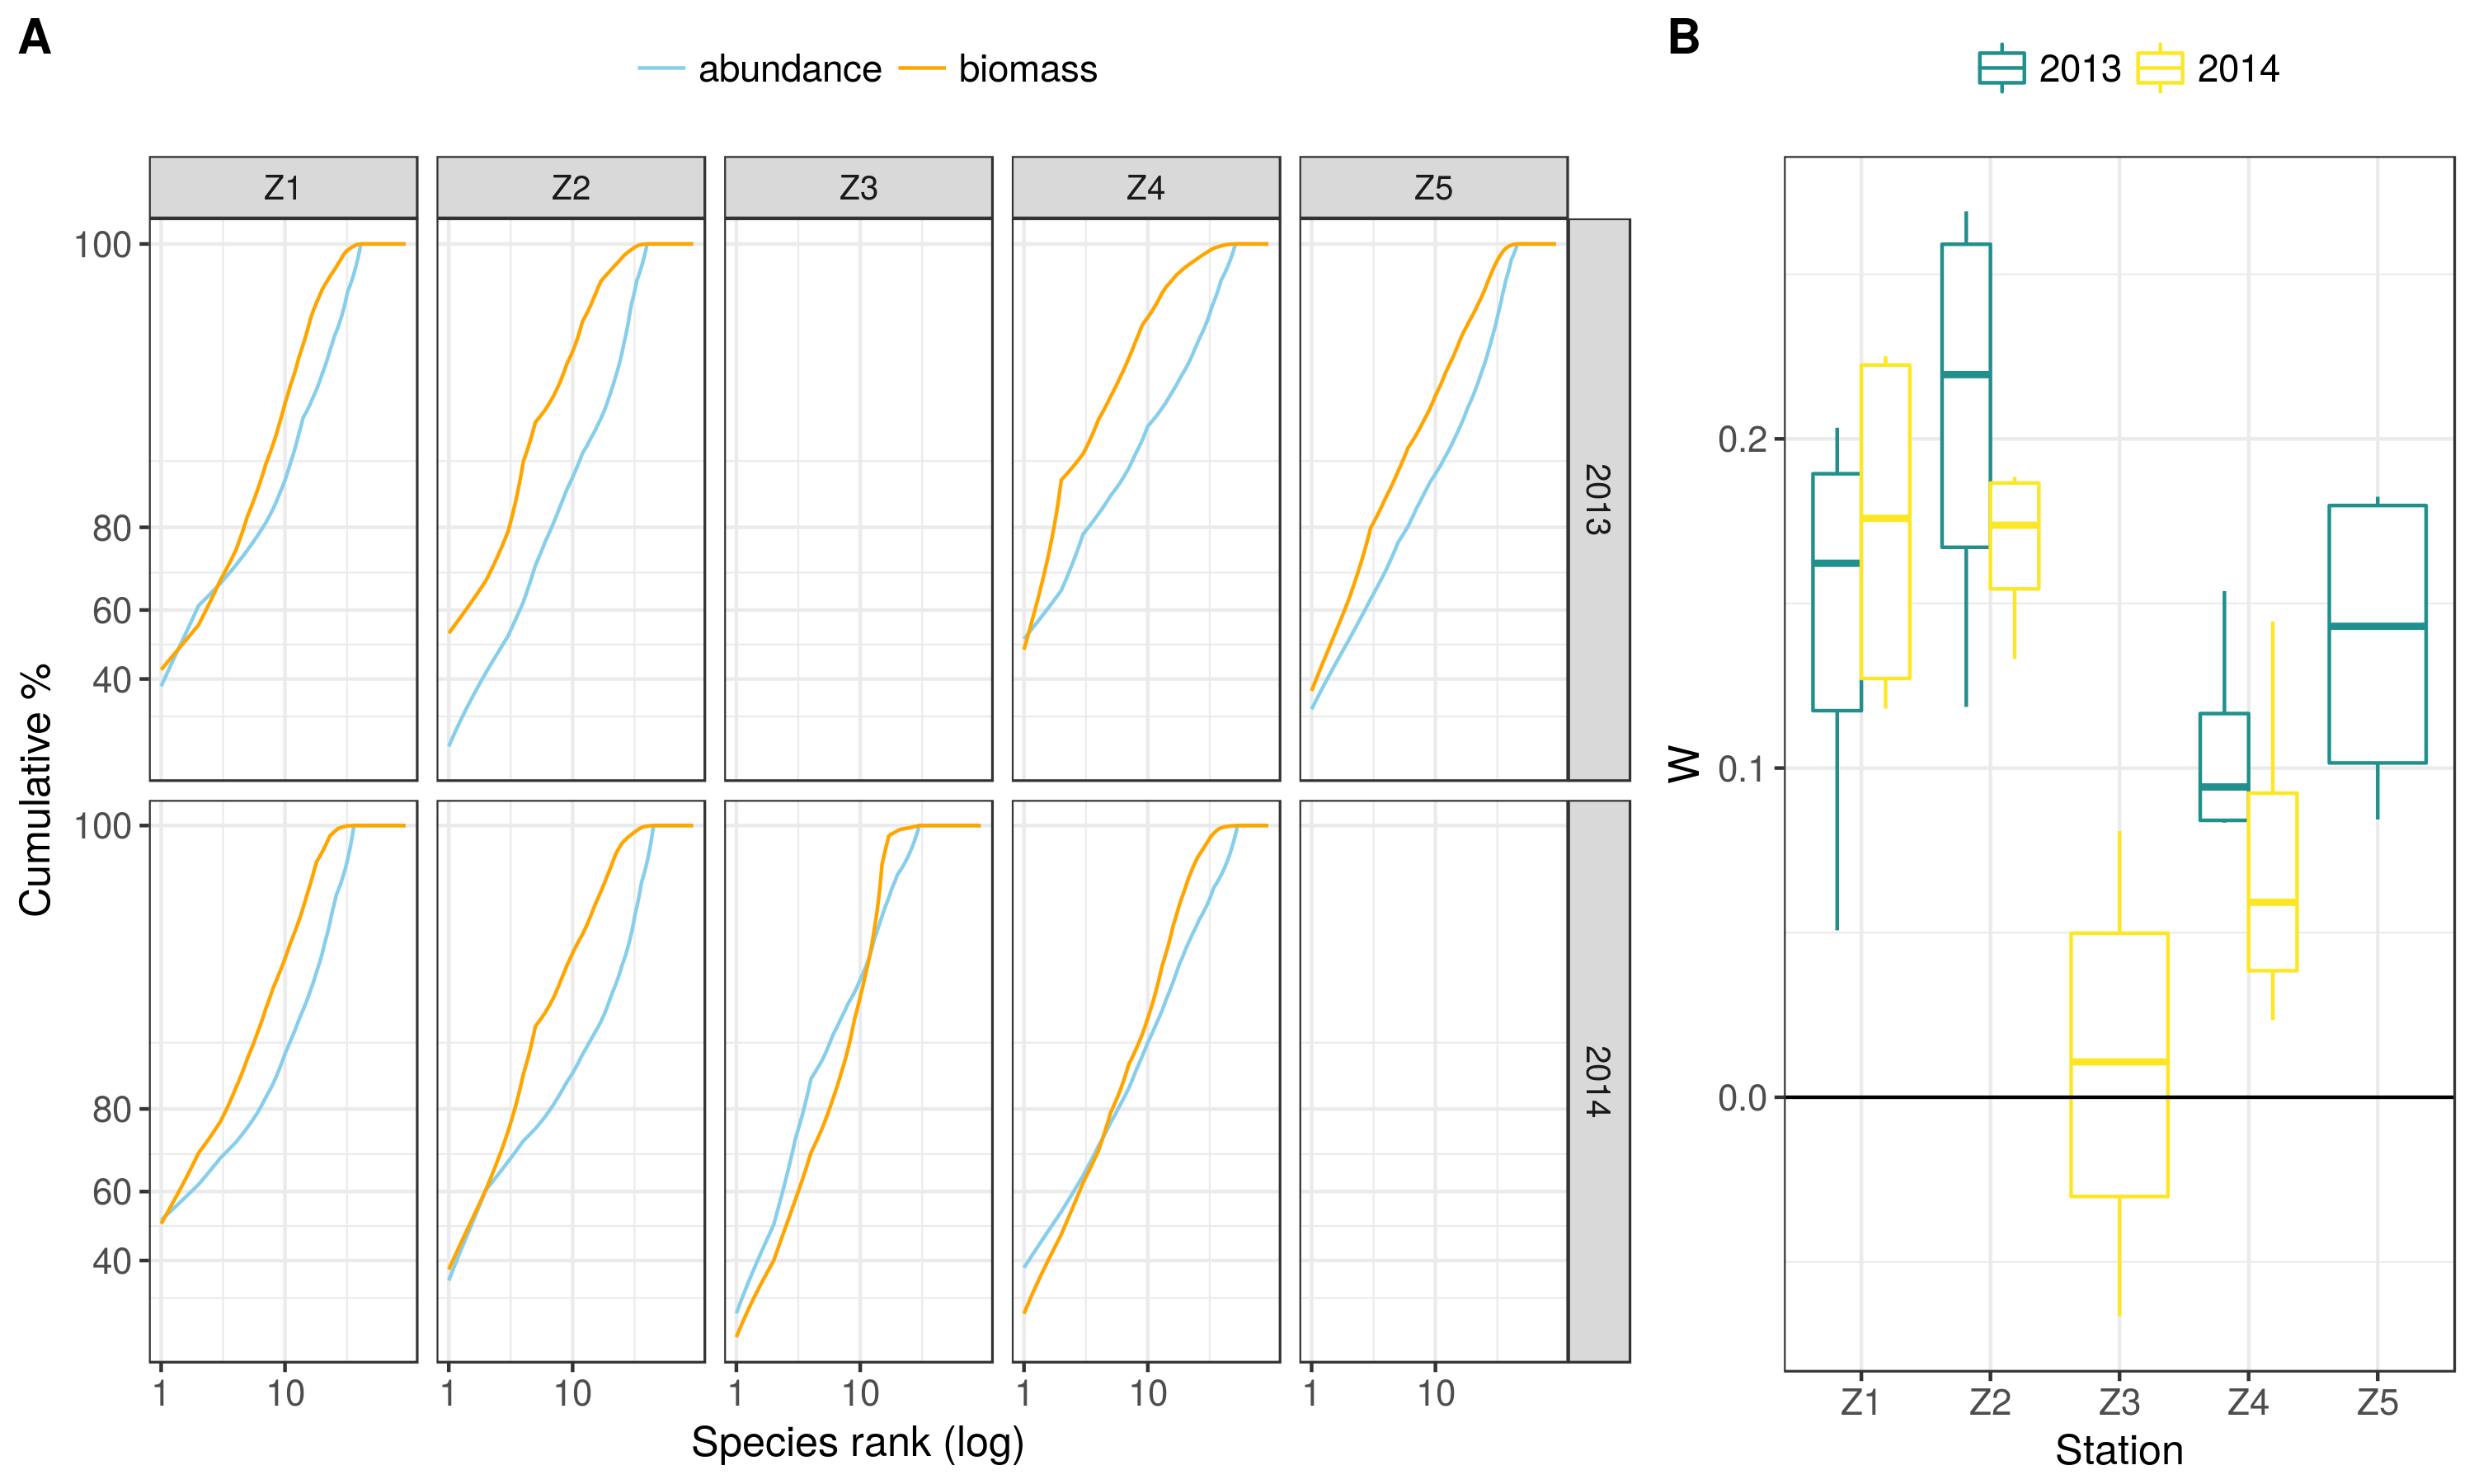 A
abundance biomass
Z1 Z2 Z3 Z4 Z5
100
80
60
40
2013
Cumulative %
100
80
60
40
2014
1 10 1 10 1 10 1 10 1 10
Species rank (log)
B
2013 2014
W
0.2
0.1
0.0
Z1 Z2 Z3 Z4 Z5
Station